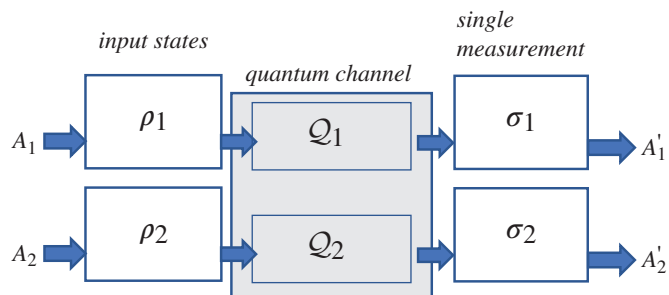 input states
single
measurement
quantum channel
A₁ ρ₁ 𝒬₁ σ₁ A'₁
A₂ ρ₂ 𝒬₂ σ₂ A'₂